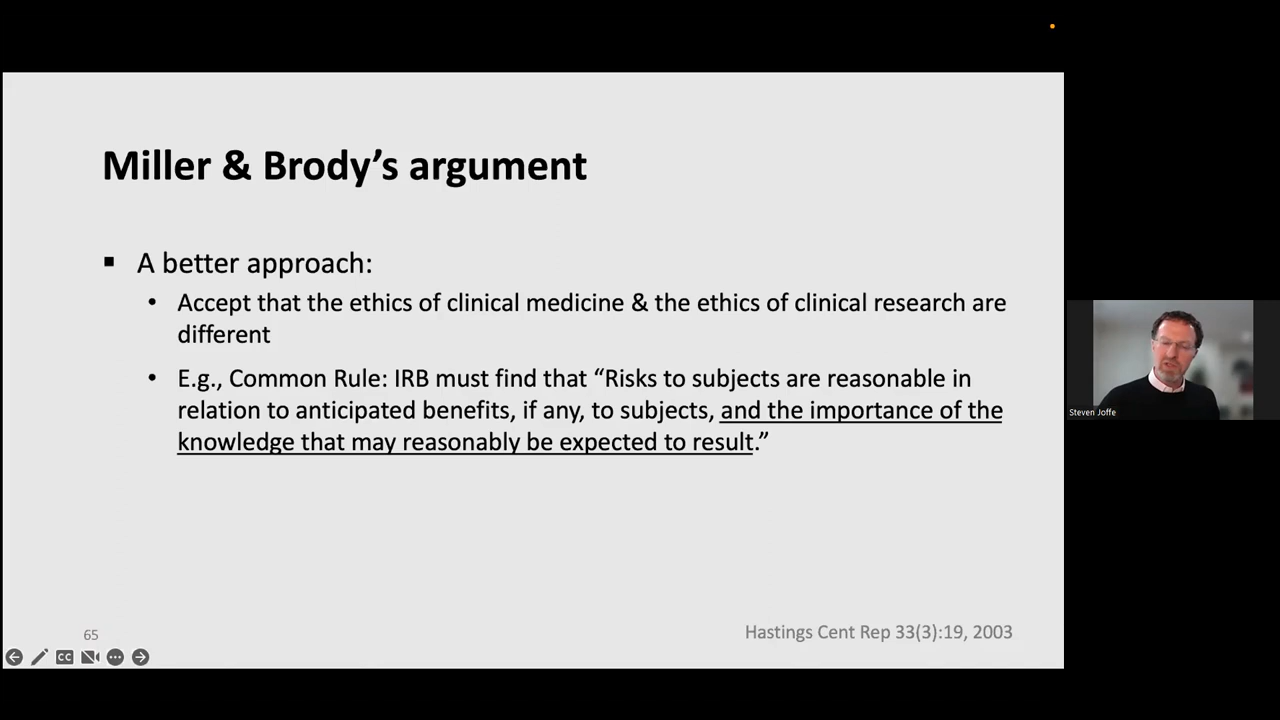 Miller & Brody’s argument
▪ A better approach:
• Accept that the ethics of clinical medicine & the ethics of clinical research are
different
• E.g., Common Rule: IRB must find that “Risks to subjects are reasonable in
relation to anticipated benefits, if any, to subjects, and the importance of the
knowledge that may reasonably be expected to result.”
Steven Joffe
65
Hastings Cent Rep 33(3):19, 2003
CC